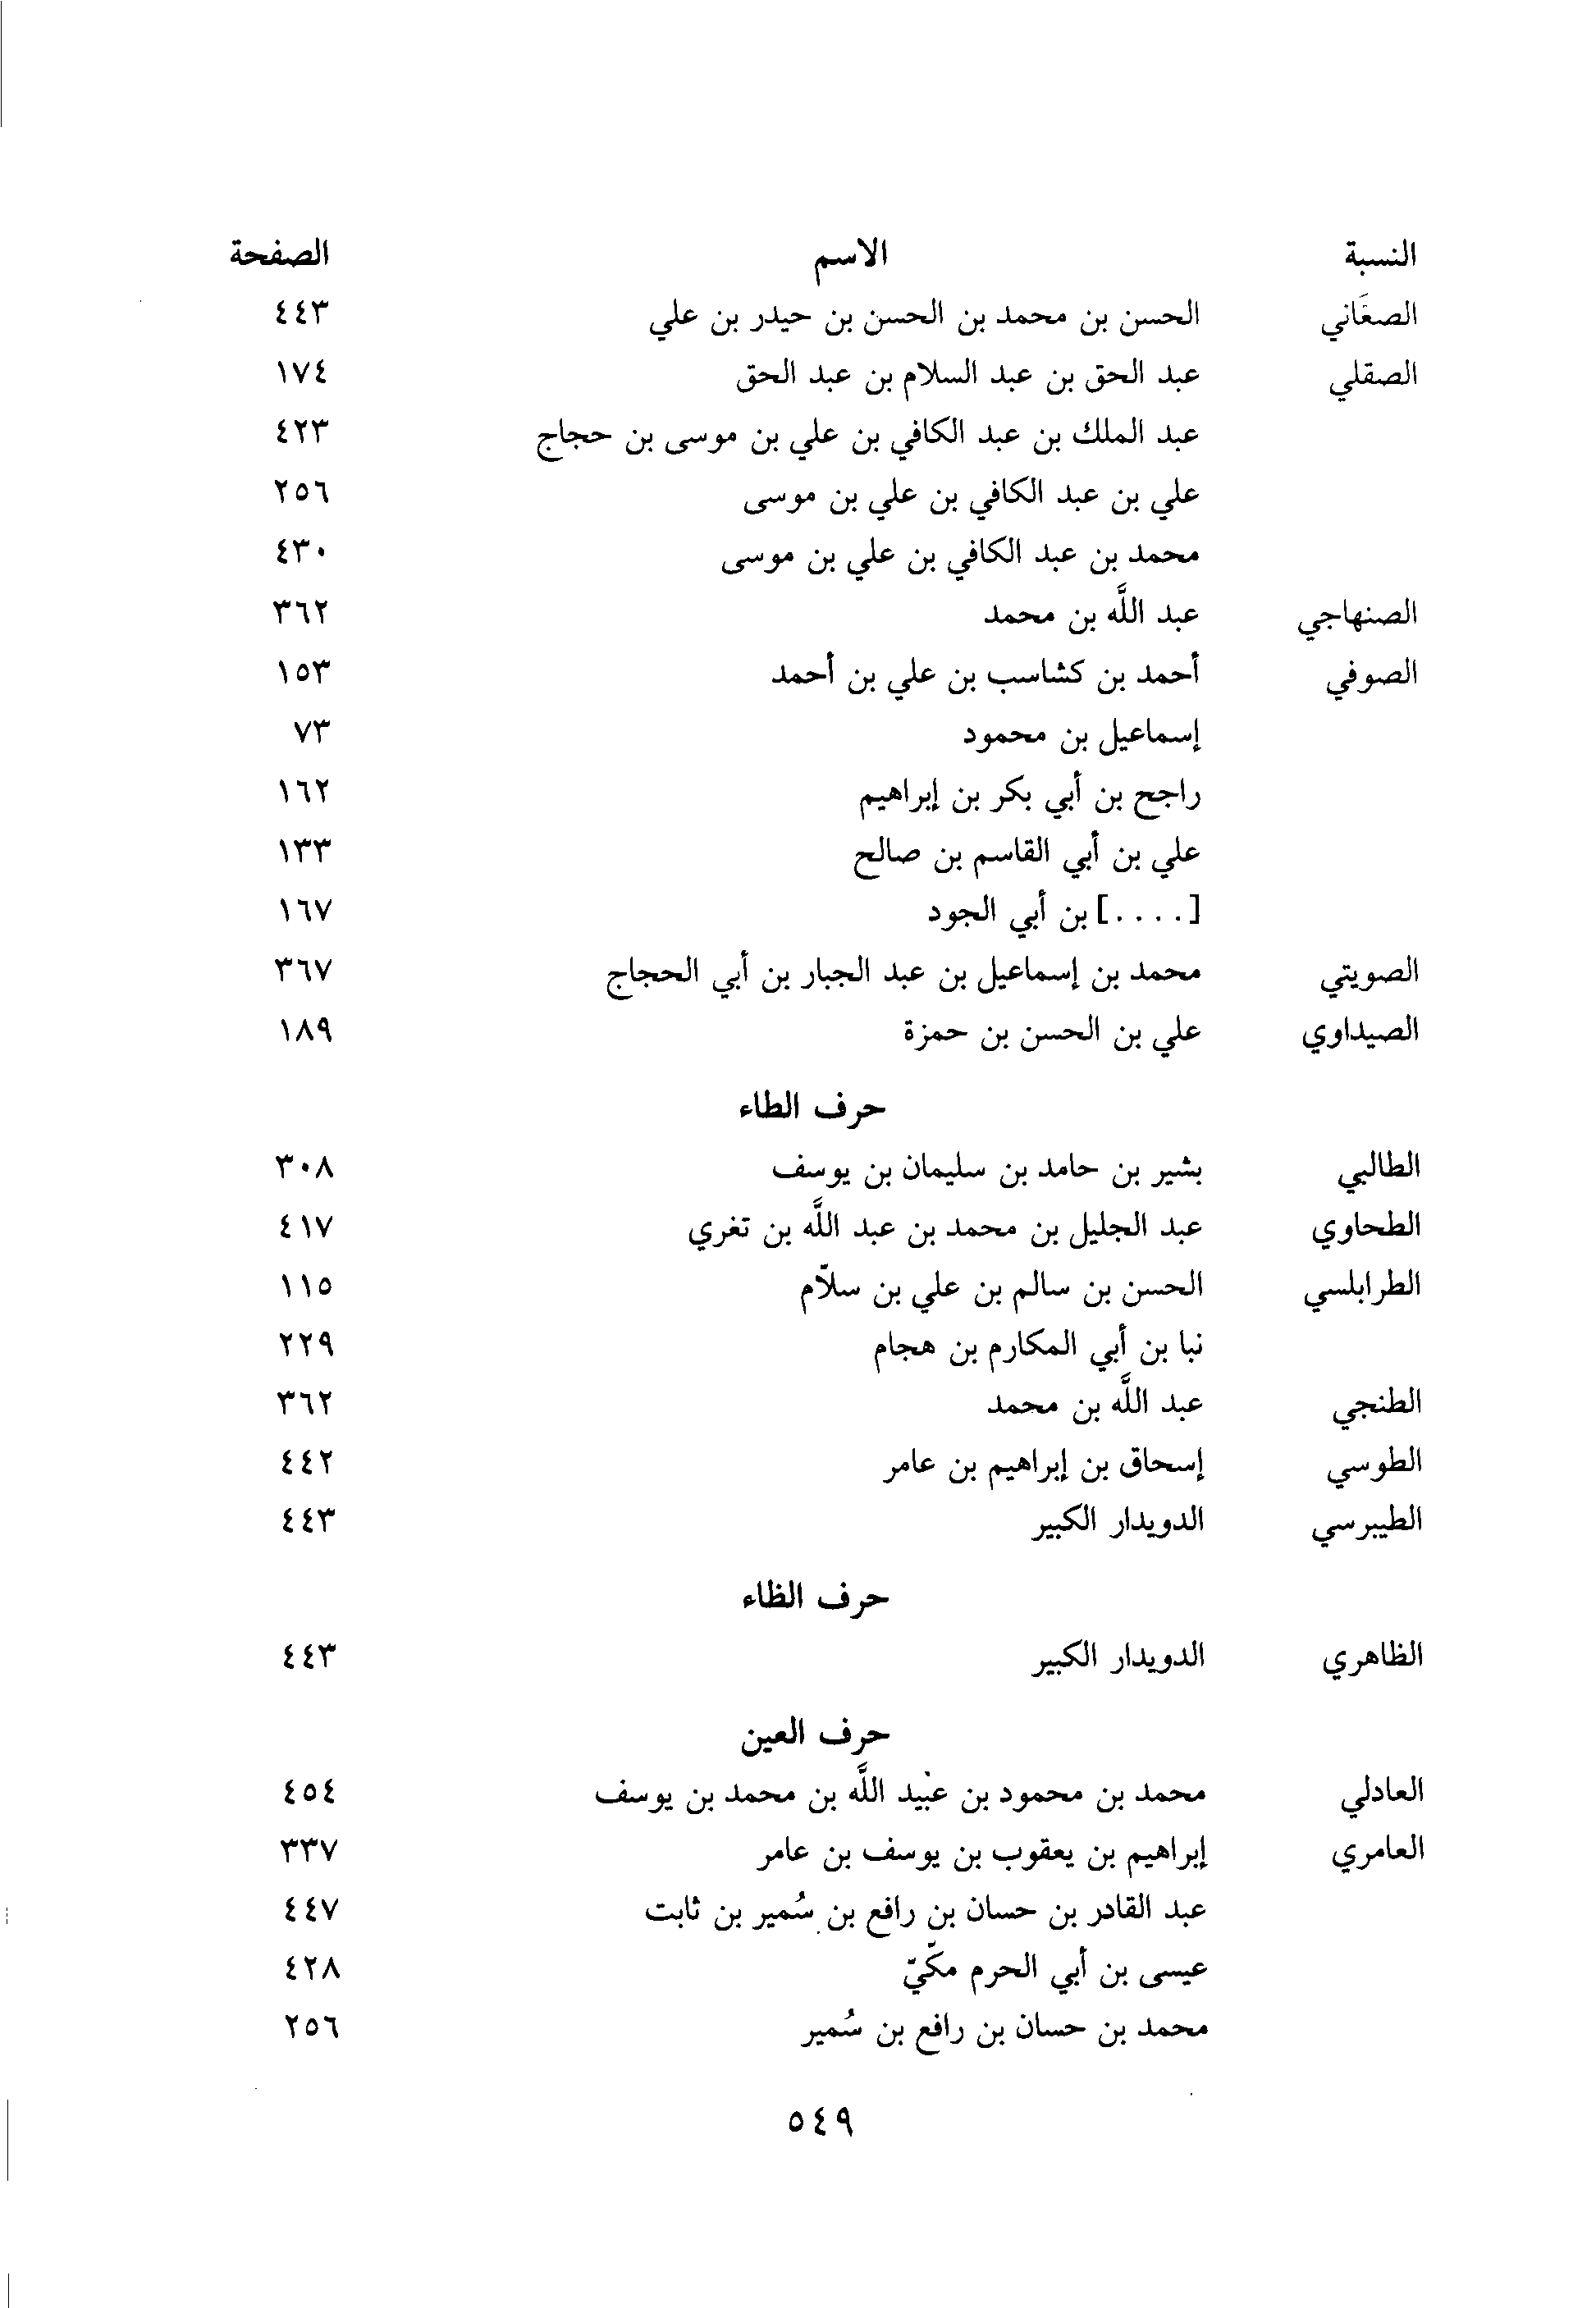 النسبة الاسم الصفحة
الصغَاني الحسن بن محمد بن الحسن بن حيدر بن علي ٤٤٣
الصقلي عبد الحق بن عبد السلام بن عبد الحق ١٧٤
عبد الملك بن عبد الكافي بن علي بن موسى بن حجاج ٤٢٣
علي بن عبد الكافي بن علي بن موسى ٢٥٦
محمد بن عبد الكافي بن علي بن موسى ٤٣٠
الصنهاجي عبد اللَّه بن محمد ٣٦٢
الصوفي أحمد بن كشاسب بن علي بن أحمد ١٥٣
إسماعيل بن محمود ٧٣
راجح بن أبي بكر بن إبراهيم ١٦٢
علي بن أبي القاسم بن صالح ١٣٣
[....] بن أبي الجود ١٦٧
الصويتي محمد بن إسماعيل بن عبد الجبار بن أبي الحجاج ٣٦٧
الصيداوي علي بن الحسن بن حمزة ١٨٩
حرف الطاء
الطالبي بشير بن حامد بن سليمان بن يوسف ٣٠٨
الطحاوي عبد الجليل بن محمد بن عبد اللَّه بن تغري ٤١٧
الطرابلسي الحسن بن سالم بن علي بن سلاّم ١١٥
نبا بن أبي المكارم بن هجام ٢٢٩
الطنجي عبد اللَّه بن محمد ٣٦٢
الطوسي إسحاق بن إبراهيم بن عامر ٤٤٢
الطيبرسي الدويدار الكبير ٤٤٣
حرف الظاء
الظاهري الدويدار الكبير ٤٤٣
حرف العين
العادلي محمد بن محمود بن عبيد اللَّه بن محمد بن يوسف ٤٥٤
العامري إبراهيم بن يعقوب بن يوسف بن عامر ٣٣٧
عبد القادر بن حسان بن رافع بن سُمير بن ثابت ٤٤٧
عيسى بن أبي الحرم مكّيّ ٤٢٨
محمد بن حسان بن رافع بن سُمير ٢٥٦
٥٤٩